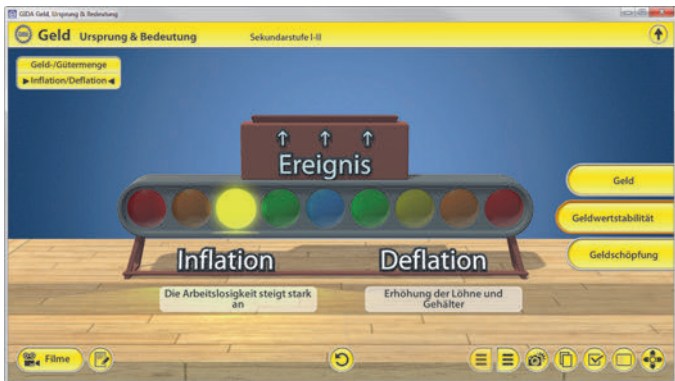 GIDA Geld, Ursprung & Bedeutung
Geld Ursprung & Bedeutung Sekundarstufe I-II
Geld-/Gütermenge
►Inflation/Deflation◄
Ereignis
Geld
Geldwertstabilität
Geldschöpfung
Inflation
Deflation
Die Arbeitslosigkeit steigt stark
an
Erhöhung der Löhne und
Gehälter
Filme